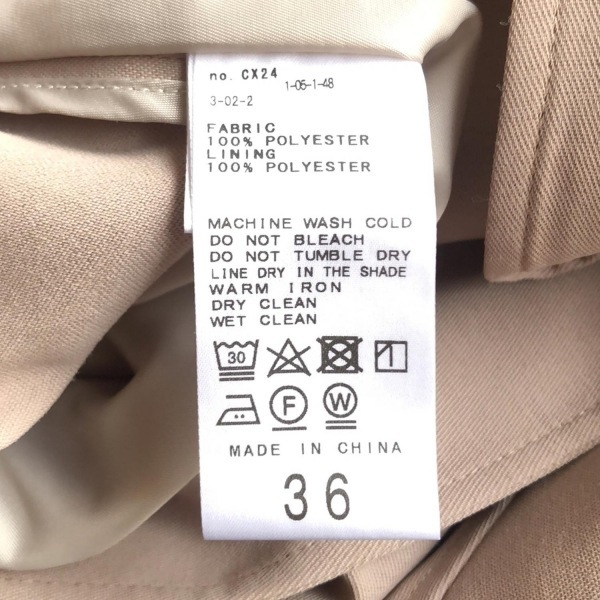 no. CX24
1-06-1-48
3-02-2
FABRIC
100% POLYESTER
LINING
100% POLYESTER
MACHINE WASH COLD
DO NOT BLEACH
DO NOT TUMBLE DRY
LINE DRY IN THE SHADE
WARM IRON
DRY CLEAN
WET CLEAN
30
F W
MADE IN CHINA
36